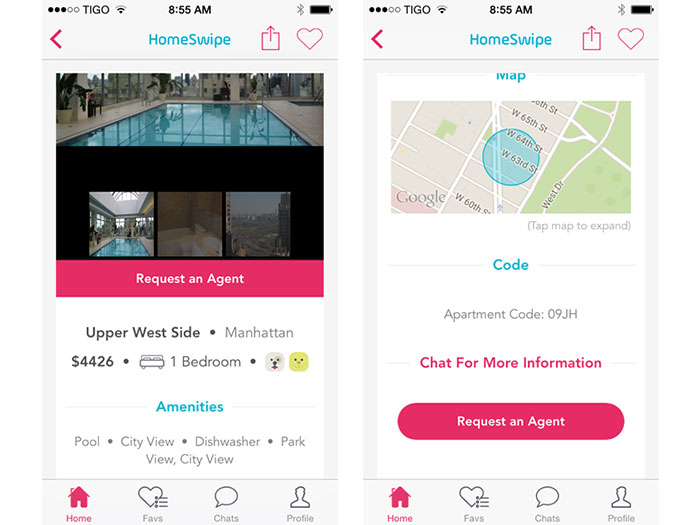 TIGO 8:55 AM
HomeSwipe
Request an Agent
Upper West Side • Manhattan
$4426 • 1 Bedroom •
Amenities
Pool • City View • Dishwasher • Park
View, City View
Home Favs Chats Profile
TIGO 8:55 AM
HomeSwipe
Map
W 65th St
W 64th St
W 63rd St
West Dr
W 60th St
Google
(Tap map to expand)
Code
Apartment Code: 09JH
Chat For More Information
Request an Agent
Home Favs Chats Profile